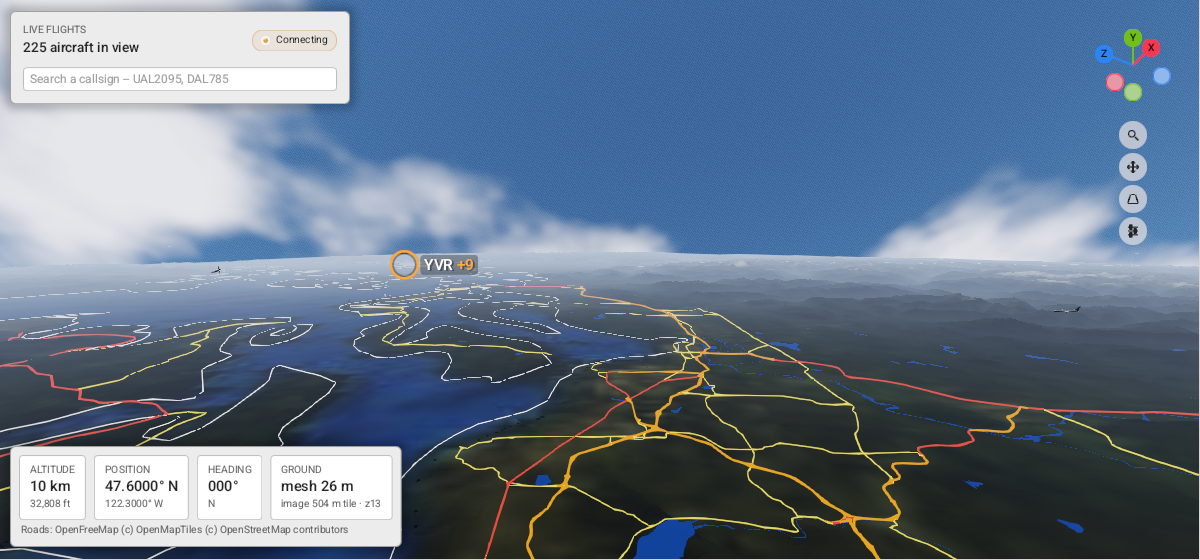 LIVE FLIGHTS
225 aircraft in view
Connecting
Search a callsign – UAL2095, DAL785
Y
X
Z
YVR +9
ALTITUDE
10 km
32,808 ft
POSITION
47.6000° N
122.3000° W
HEADING
000°
N
GROUND
mesh 26 m
image 504 m tile · z13
Roads: OpenFreeMap (c) OpenMapTiles (c) OpenStreetMap contributors